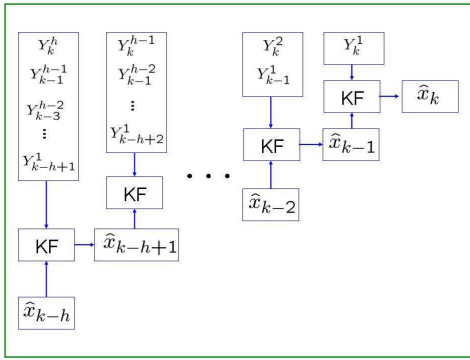 Y_k^h
Y_{k-1}^{h-1}
Y_{k-3}^{h-2}
⋮
Y_{k-h+1}^1
Y_k^{h-1}
Y_{k-1}^{h-2}
⋮
Y_{k-h+2}^1
Y_k^2
Y_{k-1}^1
Y_k^1
KF
x̂_k
KF
x̂_{k-1}
• • •
KF
x̂_{k-2}
KF
x̂_{k-h+1}
x̂_{k-h}